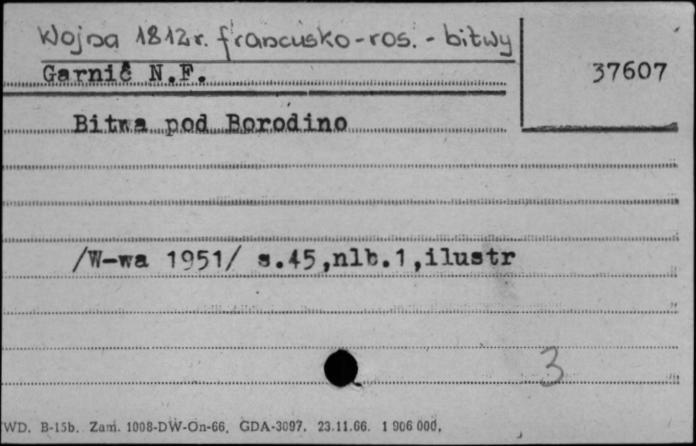 Wojna 1812r. francusko-ros. - bitwy
Garnič N.F.
37607
Bitwa pod Borodino
/W-wa 1951/ s.45,nlb.1,ilustr
3
WD. B-15b. Zam. 1008-DW-On-66. GDA-3097. 23.11.66. 1 906 000.